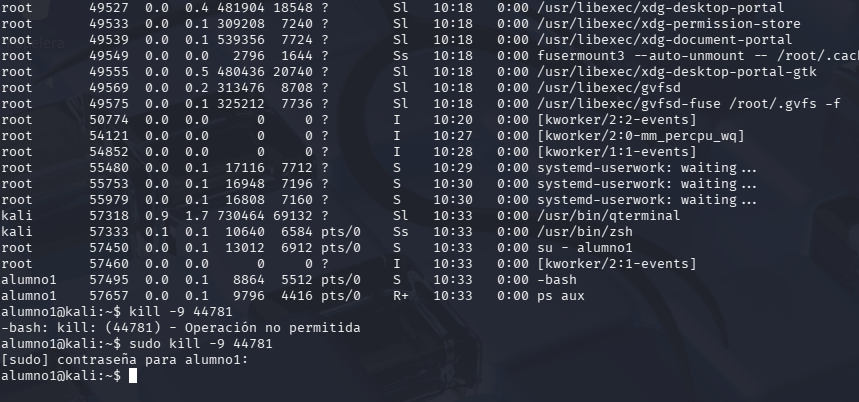 root 49527 0.0 0.4 481904 18548 ? Sl 10:18 0:00 /usr/libexec/xdg-desktop-portal
root 49533 0.0 0.1 309208 7240 ? Sl 10:18 0:00 /usr/libexec/xdg-permission-store
root 49539 0.0 0.1 539356 7724 ? Sl 10:18 0:00 /usr/libexec/xdg-document-portal
root 49549 0.0 0.0 2796 1644 ? Ss 10:18 0:00 fusermount3 --auto-unmount -- /root/.cac
root 49555 0.0 0.5 480436 20740 ? Sl 10:18 0:00 /usr/libexec/xdg-desktop-portal-gtk
root 49569 0.0 0.2 313476 8708 ? Sl 10:18 0:00 /usr/libexec/gvfsd
root 49575 0.0 0.1 325212 7736 ? Sl 10:18 0:00 /usr/libexec/gvfsd-fuse /root/.gvfs -f
root 50774 0.0 0.0 0 0 ? I 10:20 0:00 [kworker/2:2-events]
root 54121 0.0 0.0 0 0 ? I 10:27 0:00 [kworker/2:0-mm_percpu_wq]
root 54852 0.0 0.0 0 0 ? I 10:28 0:00 [kworker/1:1-events]
root 55480 0.0 0.1 17116 7712 ? S 10:29 0:00 systemd-userwork: waiting...
root 55753 0.0 0.1 16948 7196 ? S 10:30 0:00 systemd-userwork: waiting...
root 55979 0.0 0.1 16808 7160 ? S 10:30 0:00 systemd-userwork: waiting...
kali 57318 0.9 1.7 730464 69132 ? Sl 10:33 0:00 /usr/bin/qterminal
kali 57333 0.1 0.1 10640 6584 pts/0 Ss 10:33 0:00 /usr/bin/zsh
root 57450 0.0 0.1 13012 6912 pts/0 S 10:33 0:00 su - alumno1
root 57460 0.0 0.0 0 0 ? I 10:33 0:00 [kworker/2:1-events]
alumno1 57495 0.0 0.1 8864 5512 pts/0 S 10:33 0:00 -bash
alumno1 57657 0.0 0.1 9796 4416 pts/0 R+ 10:33 0:00 ps aux
alumno1@kali:~$ kill -9 44781
-bash: kill: (44781) - Operación no permitida
alumno1@kali:~$ sudo kill -9 44781
[sudo] contraseña para alumno1:
alumno1@kali:~$